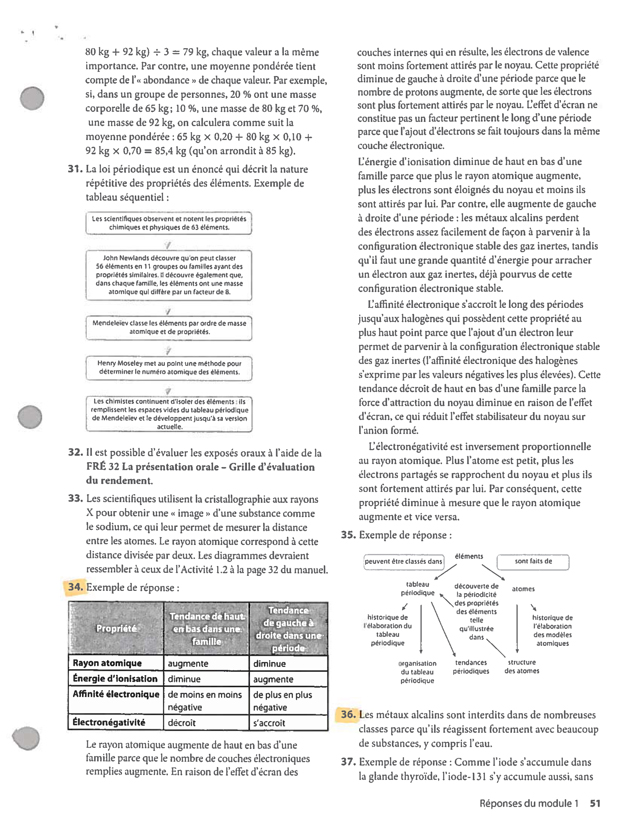 80 kg + 92 kg) ÷ 3 = 79 kg, chaque valeur a la même
importance. Par contre, une moyenne pondérée tient
compte de l'« abondance » de chaque valeur. Par exemple,
si, dans un groupe de personnes, 20 % ont une masse
corporelle de 65 kg ; 10 %, une masse de 80 kg et 70 %,
une masse de 92 kg, on calculera comme suit la
moyenne pondérée : 65 kg × 0,20 + 80 kg × 0,10 +
92 kg × 0,70 = 85,4 kg (qu'on arrondit à 85 kg).
31. La loi périodique est un énoncé qui décrit la nature
répétitive des propriétés des éléments. Exemple de
tableau séquentiel :
Les scientifiques observent et notent les propriétés
chimiques et physiques de 63 éléments.
John Newlands découvre qu'on peut classer
56 éléments en 11 groupes ou familles ayant des
propriétés similaires. Il découvre également que,
dans chaque famille, les éléments ont une masse
atomique qui diffère par un facteur de 8.
Mendeleïev classe les éléments par ordre de masse
atomique et de propriétés.
Henry Moseley met au point une méthode pour
déterminer le numéro atomique des éléments.
Les chimistes continuent d'isoler des éléments : ils
remplissent les espaces vides du tableau périodique
de Mendeleïev et le développent jusqu'à sa version
actuelle.
32. Il est possible d'évaluer les exposés oraux à l'aide de la
FRÉ 32 La présentation orale – Grille d'évaluation
du rendement.
33. Les scientifiques utilisent la cristallographie aux rayons
X pour obtenir une « image » d'une substance comme
le sodium, ce qui leur permet de mesurer la distance
entre les atomes. Le rayon atomique correspond à cette
distance divisée par deux. Les diagrammes devraient
ressembler à ceux de l'Activité 1.2 à la page 32 du manuel.
34. Exemple de réponse :
Propriété
Tendance de haut
en bas dans une
famille
Tendance
de gauche à
droite dans une
période
Rayon atomique augmente diminue
Énergie d'ionisation diminue augmente
Affinité électronique de moins en moins négative de plus en plus négative
Électronégativité décroît s'accroît
Le rayon atomique augmente de haut en bas d'une
famille parce que le nombre de couches électroniques
remplies augmente. En raison de l'effet d'écran des
couches internes qui en résulte, les électrons de valence
sont moins fortement attirés par le noyau. Cette propriété
diminue de gauche à droite d'une période parce que le
nombre de protons augmente, de sorte que les électrons
sont plus fortement attirés par le noyau. L'effet d'écran ne
constitue pas un facteur pertinent le long d'une période
parce que l'ajout d'électrons se fait toujours dans la même
couche électronique.
L'énergie d'ionisation diminue de haut en bas d'une
famille parce que plus le rayon atomique augmente,
plus les électrons sont éloignés du noyau et moins ils
sont attirés par lui. Par contre, elle augmente de gauche
à droite d'une période : les métaux alcalins perdent
des électrons assez facilement de façon à parvenir à la
configuration électronique stable des gaz inertes, tandis
qu'il faut une grande quantité d'énergie pour arracher
un électron aux gaz inertes, déjà pourvus de cette
configuration électronique stable.
L'affinité électronique s'accroît le long des périodes
jusqu'aux halogènes qui possèdent cette propriété au
plus haut point parce que l'ajout d'un électron leur
permet de parvenir à la configuration électronique stable
des gaz inertes (l'affinité électronique des halogènes
s'exprime par les valeurs négatives les plus élevées). Cette
tendance décroît de haut en bas d'une famille parce la
force d'attraction du noyau diminue en raison de l'effet
d'écran, ce qui réduit l'effet stabilisateur du noyau sur
l'anion formé.
L'électronégativité est inversement proportionnelle
au rayon atomique. Plus l'atome est petit, plus les
électrons partagés se rapprochent du noyau et plus ils
sont fortement attirés par lui. Par conséquent, cette
propriété diminue à mesure que le rayon atomique
augmente et vice versa.
35. Exemple de réponse :
peuvent être classés dans
éléments
sont faits de
tableau
périodique
découverte de
la périodicité
des propriétés
des éléments
telle
qu'illustrée
dans
atomes
historique de
l'élaboration du
tableau
périodique
historique de
l'élaboration
des modèles
atomiques
organisation
du tableau
périodique
tendances
périodiques
structure
des atomes
36. Les métaux alcalins sont interdits dans de nombreuses
classes parce qu'ils réagissent fortement avec beaucoup
de substances, y compris l'eau.
37. Exemple de réponse : Comme l'iode s'accumule dans
la glande thyroïde, l'iode-131 s'y accumule aussi, sans
Réponses du module 1 51